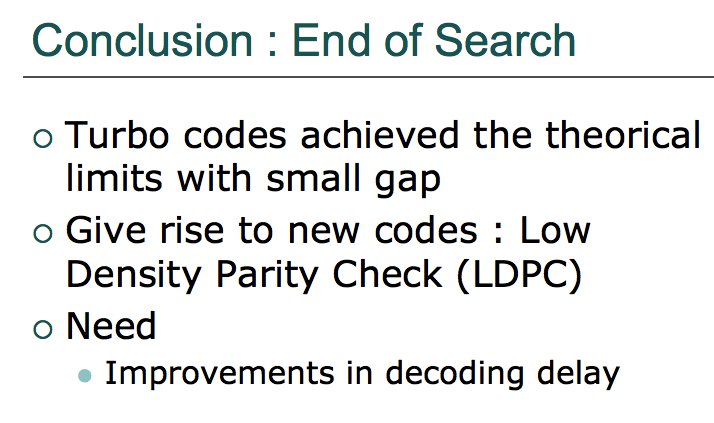 Conclusion : End of Search
Turbo codes achieved the theorical
limits with small gap
Give rise to new codes : Low
Density Parity Check (LDPC)
Need
Improvements in decoding delay